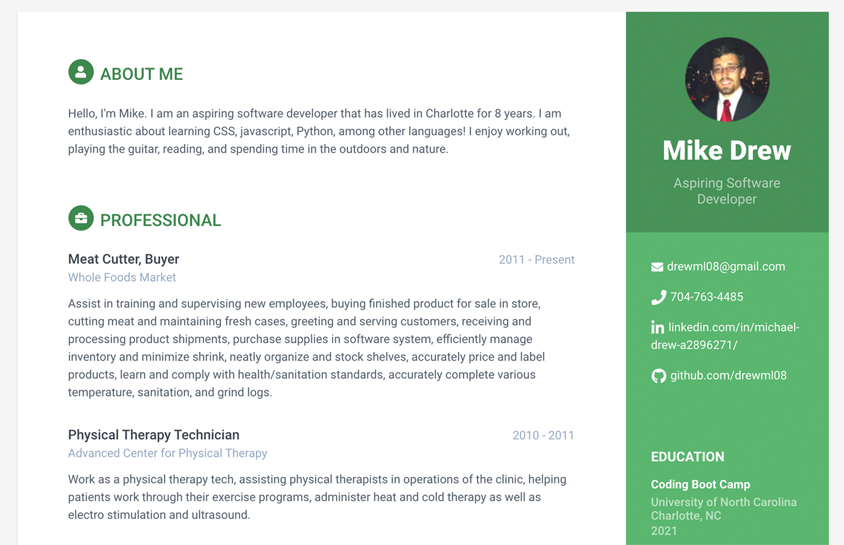 ABOUT ME
Hello, I'm Mike. I am an aspiring software developer that has lived in Charlotte for 8 years. I am
enthusiastic about learning CSS, javascript, Python, among other languages! I enjoy working out,
playing the guitar, reading, and spending time in the outdoors and nature.
PROFESSIONAL
Meat Cutter, Buyer
2011 - Present
Whole Foods Market
Assist in training and supervising new employees, buying finished product for sale in store,
cutting meat and maintaining fresh cases, greeting and serving customers, receiving and
processing product shipments, purchase supplies in software system, efficiently manage
inventory and minimize shrink, neatly organize and stock shelves, accurately price and label
products, learn and comply with health/sanitation standards, accurately complete various
temperature, sanitation, and grind logs.
Physical Therapy Technician
2010 - 2011
Advanced Center for Physical Therapy
Work as a physical therapy tech, assisting physical therapists in operations of the clinic, helping
patients work through their exercise programs, administer heat and cold therapy as well as
electro stimulation and ultrasound.
Mike Drew
Aspiring Software
Developer
drewml08@gmail.com
704-763-4485
linkedin.com/in/michael-
drew-a2896271/
github.com/drewml08
EDUCATION
Coding Boot Camp
University of North Carolina
Charlotte, NC
2021